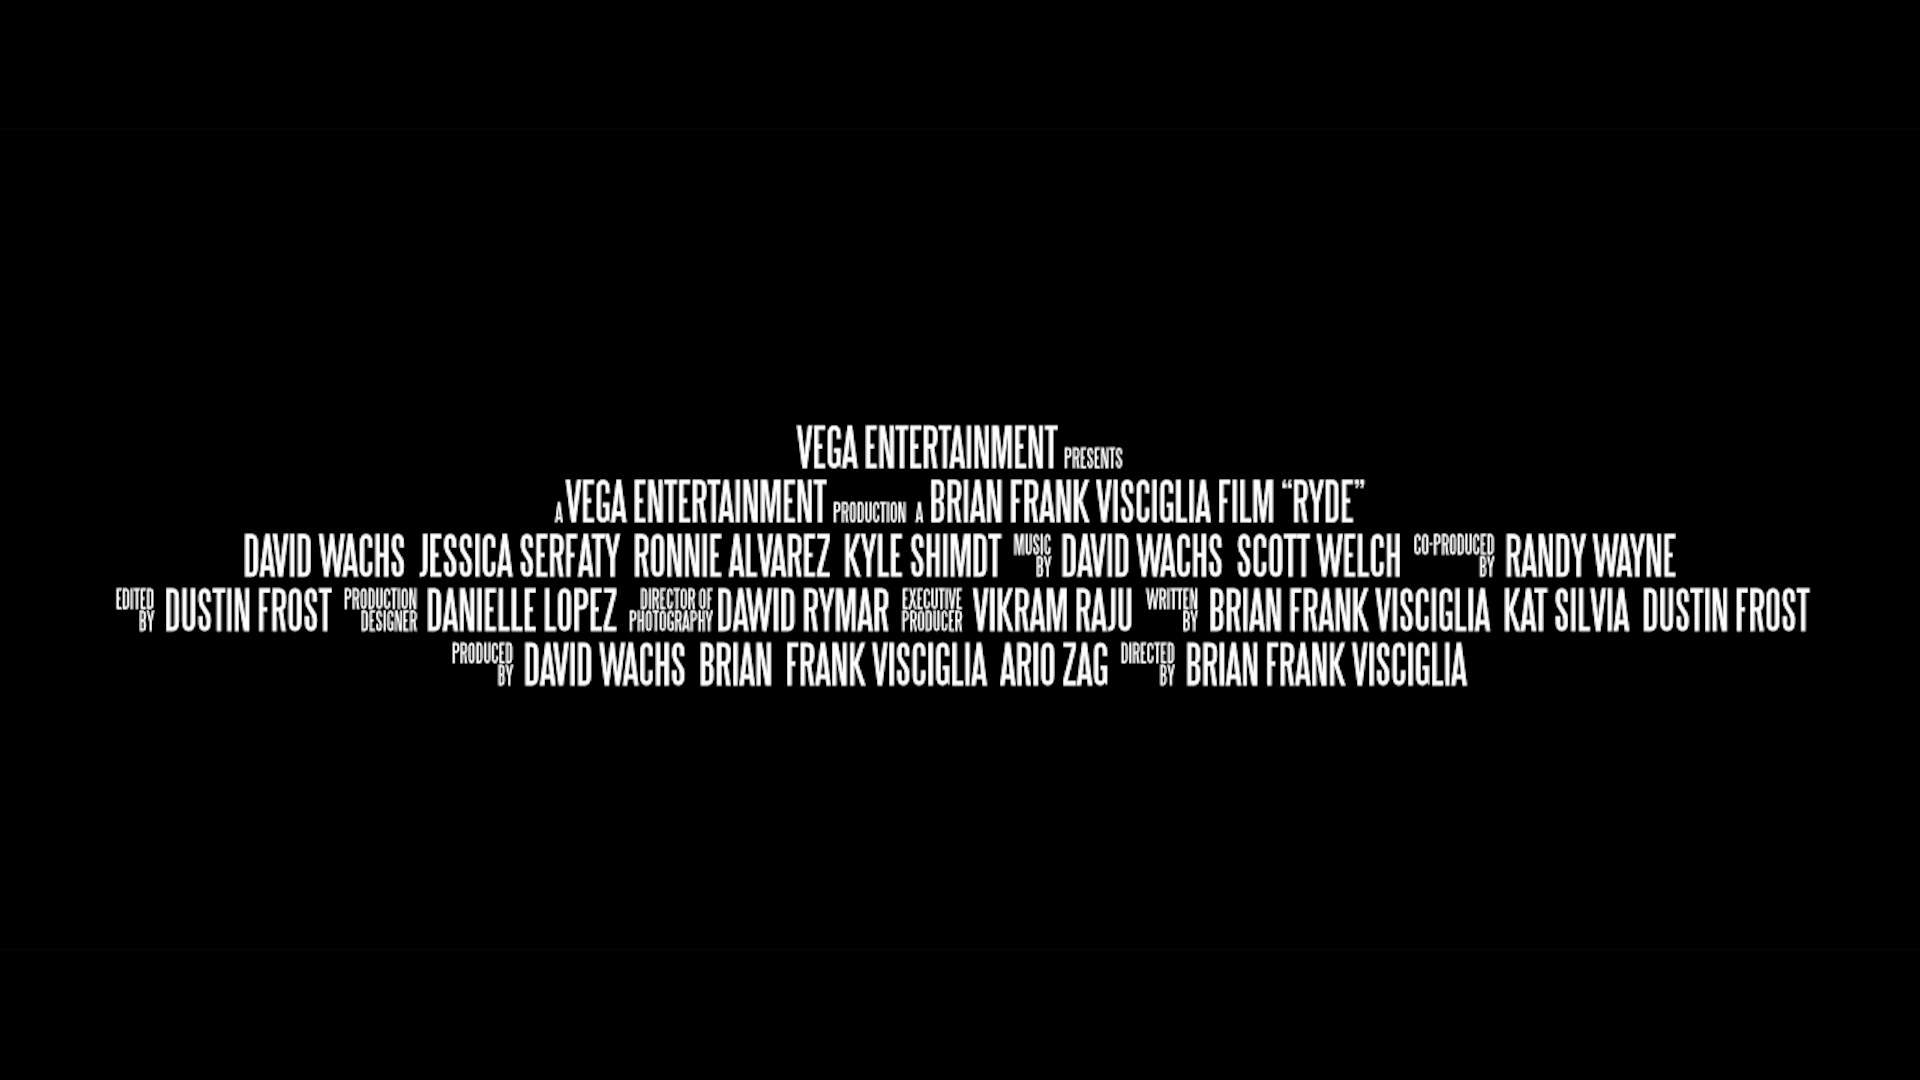 VEGA ENTERTAINMENT PRESENTS
A VEGA ENTERTAINMENT PRODUCTION A BRIAN FRANK VISCIGLIA FILM “RYDE”
DAVID WACHS JESSICA SERFATY RONNIE ALVAREZ KYLE SHIMDT MUSIC BY DAVID WACHS SCOTT WELCH CO-PRODUCED BY RANDY WAYNE
EDITED BY DUSTIN FROST PRODUCTION DESIGNER DANIELLE LOPEZ DIRECTOR OF PHOTOGRAPHY DAWID RYMAR EXECUTIVE PRODUCER VIKRAM RAJU WRITTEN BY BRIAN FRANK VISCIGLIA KAT SILVIA DUSTIN FROST
PRODUCED BY DAVID WACHS BRIAN FRANK VISCIGLIA ARIO ZAG DIRECTED BY BRIAN FRANK VISCIGLIA